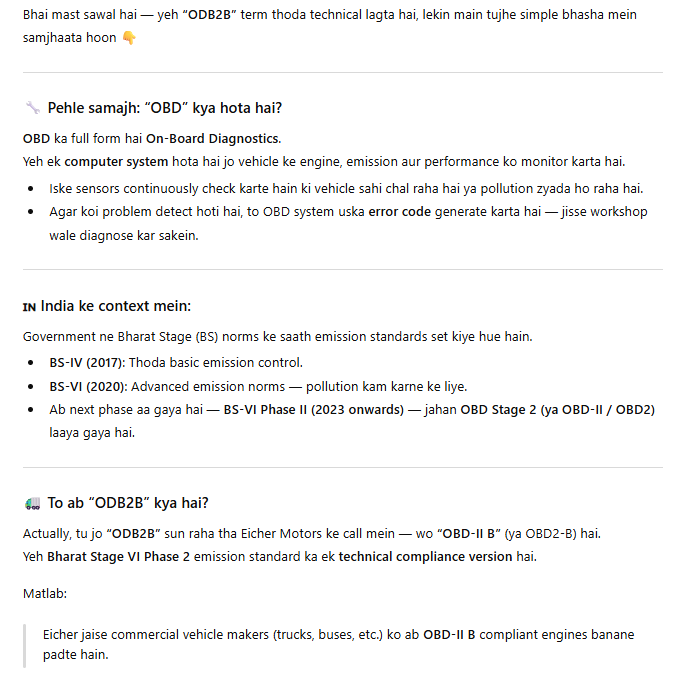 Bhai mast sawal hai — yeh “ODB2B” term thoda technical lagta hai, lekin main tujhe simple bhasha mein
samjhaata hoon 👇
🔧 Pehle samajh: “OBD” kya hota hai?
OBD ka full form hai On-Board Diagnostics.
Yeh ek computer system hota hai jo vehicle ke engine, emission aur performance ko monitor karta hai.
• Iske sensors continuously check karte hain ki vehicle sahi chal raha hai ya pollution zyada ho raha hai.
• Agar koi problem detect hoti hai, to OBD system uska error code generate karta hai — jisse workshop
wale diagnose kar sakein.
IN India ke context mein:
Government ne Bharat Stage (BS) norms ke saath emission standards set kiye hue hain.
• BS-IV (2017): Thoda basic emission control.
• BS-VI (2020): Advanced emission norms — pollution kam karne ke liye.
• Ab next phase aa gaya hai — BS-VI Phase II (2023 onwards) — jahan OBD Stage 2 (ya OBD-II / OBD2)
laaya gaya hai.
🚛 To ab “ODB2B” kya hai?
Actually, tu jo “ODB2B” sun raha tha Eicher Motors ke call mein — wo “OBD-II B” (ya OBD2-B) hai.
Yeh Bharat Stage VI Phase 2 emission standard ka ek technical compliance version hai.
Matlab:
Eicher jaise commercial vehicle makers (trucks, buses, etc.) ko ab OBD-II B compliant engines banane
padte hain.